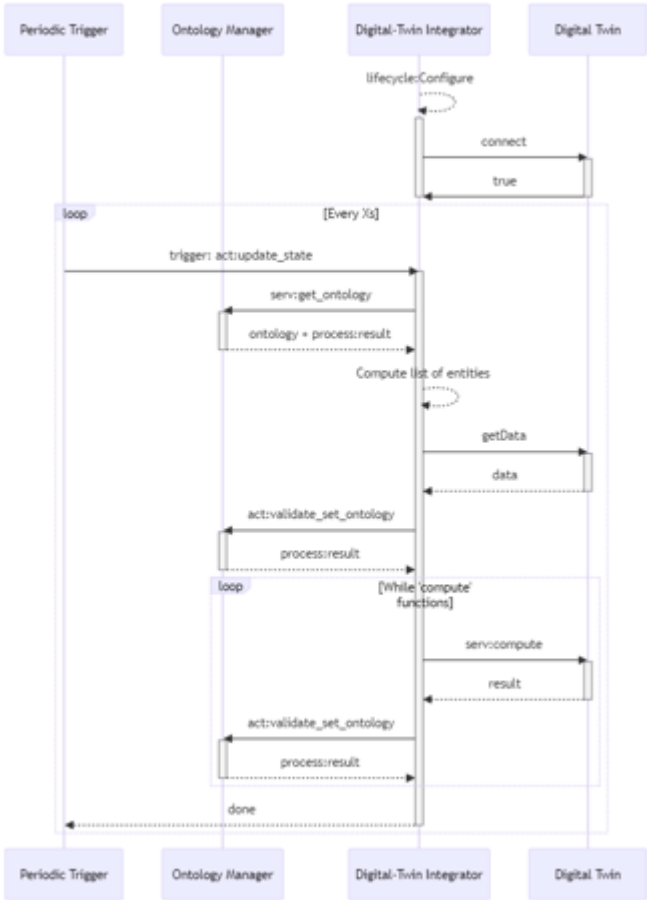 Periodic Trigger
Ontology Manager
Digital-Twin Integrator
Digital Twin
lifecycle:Configure
connect
true
loop
[Every Xs]
trigger: act:update_state
serv:get_ontology
ontology + process:result
Compute list of entities
getData
data
act:validate_set_ontology
process:result
loop
[While 'compute'
functions]
serv:compute
result
act:validate_set_ontology
process:result
done
Periodic Trigger
Ontology Manager
Digital-Twin Integrator
Digital Twin